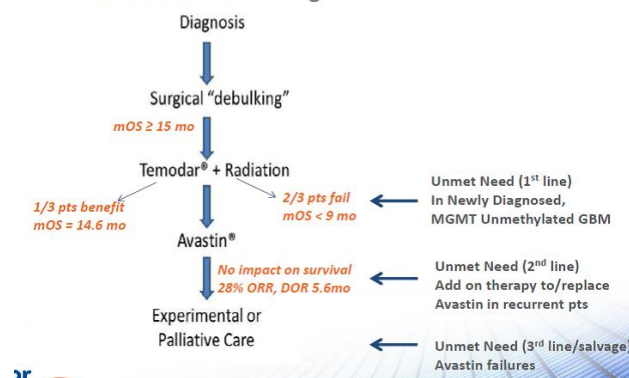 Diagnosis
Surgical “debulking”
mOS ≥ 15 mo
Temodar® + Radiation
1/3 pts benefit
mOS = 14.6 mo
2/3 pts fail
mOS < 9 mo
Unmet Need (1st line)
In Newly Diagnosed,
MGMT Unmethylated GBM
Avastin®
No impact on survival
28% ORR, DOR 5.6mo
Unmet Need (2nd line)
Add on therapy to/replace
Avastin in recurrent pts
Experimental or
Palliative Care
Unmet Need (3rd line/salvage)
Avastin failures